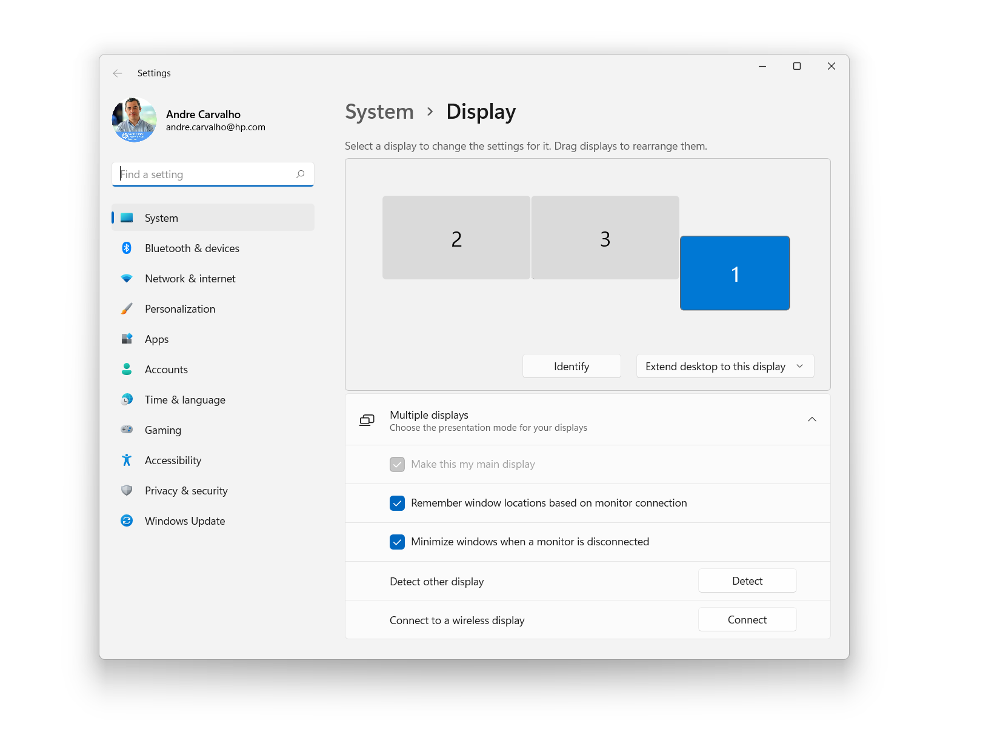 Settings
Andre Carvalho
andre.carvalho@hp.com
Find a setting
System
Bluetooth & devices
Network & internet
Personalization
Apps
Accounts
Time & language
Gaming
Accessibility
Privacy & security
Windows Update
System > Display
Select a display to change the settings for it. Drag displays to rearrange them.
2
3
1
Identify
Extend desktop to this display
Multiple displays
Choose the presentation mode for your displays
Make this my main display
Remember window locations based on monitor connection
Minimize windows when a monitor is disconnected
Detect other display
Detect
Connect to a wireless display
Connect